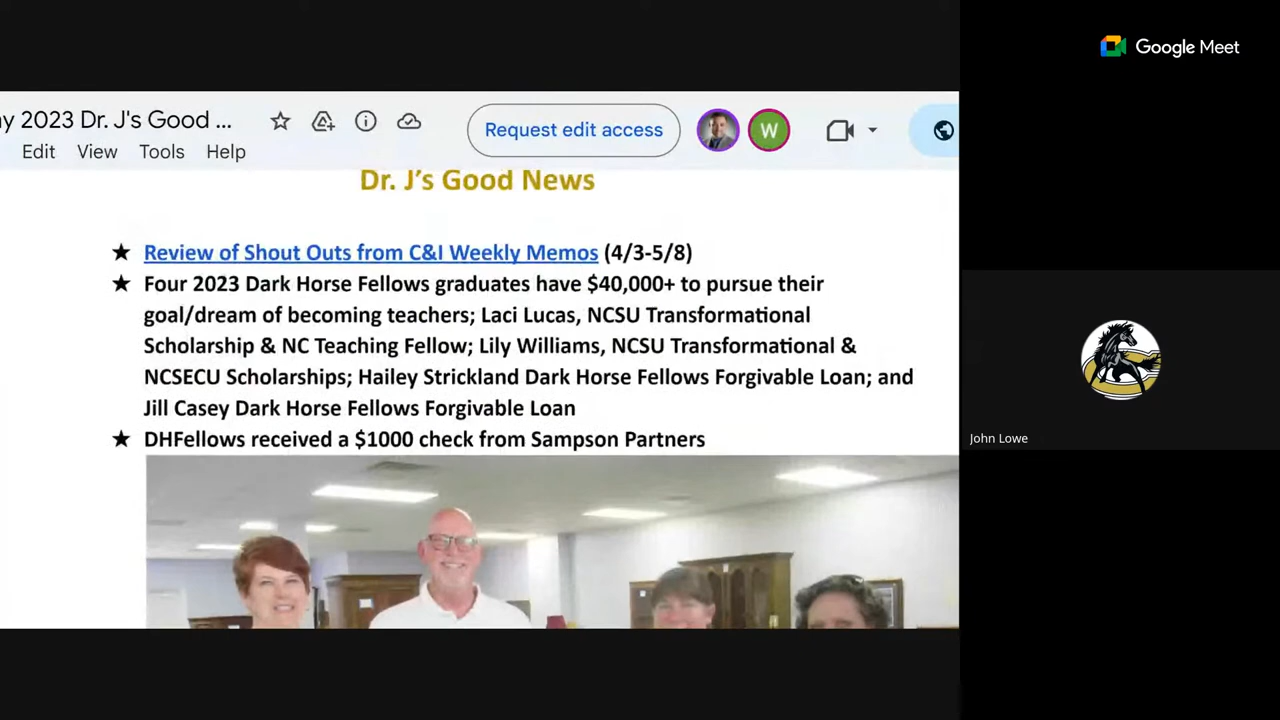 Google Meet
ay 2023 Dr. J's Good ...
Request edit access
W
Edit View Tools Help
Dr. J's Good News
★ Review of Shout Outs from C&I Weekly Memos (4/3-5/8)
★ Four 2023 Dark Horse Fellows graduates have $40,000+ to pursue their
goal/dream of becoming teachers; Laci Lucas, NCSU Transformational
Scholarship & NC Teaching Fellow; Lily Williams, NCSU Transformational &
NCSECU Scholarships; Hailey Strickland Dark Horse Fellows Forgivable Loan; and
Jill Casey Dark Horse Fellows Forgivable Loan
★ DHFellows received a $1000 check from Sampson Partners
John Lowe